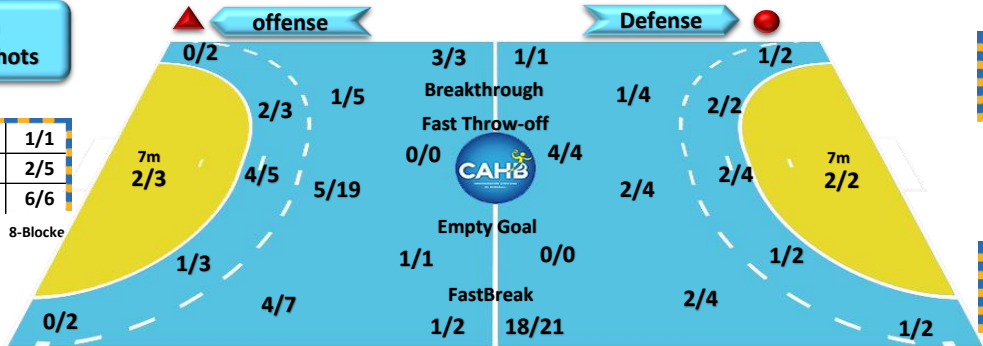 offense
Defense
hots
0/2
3/3
1/1
1/2
Breakthrough
1/5
1/4
2/3
2/2
Fast Throw-off
1/1
2/5
6/6
8-Blocke
0/0
4/4
CAHB
7m
2/3
4/5
5/19
2/4
2/4
7m
2/2
Empty Goal
1/3
1/1
0/0
1/2
FastBreak
4/7
2/4
0/2
1/2
18/21
1/2